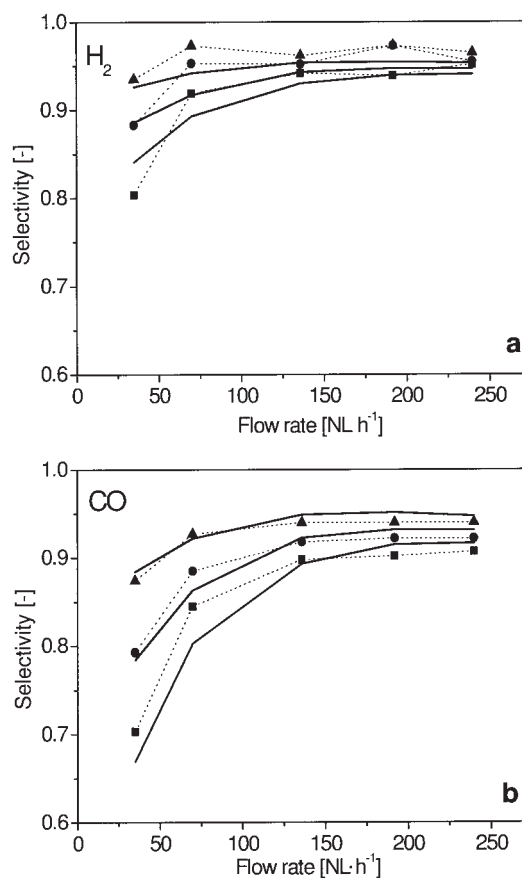 1.0
H₂
0.9
0.8
0.7
0.6
Selectivity [-]
a
0 50 100 150 200 250
Flow rate [NL h⁻¹]
1.0
CO
0.9
0.8
0.7
0.6
Selectivity [-]
b
0 50 100 150 200 250
Flow rate [NL·h⁻¹]